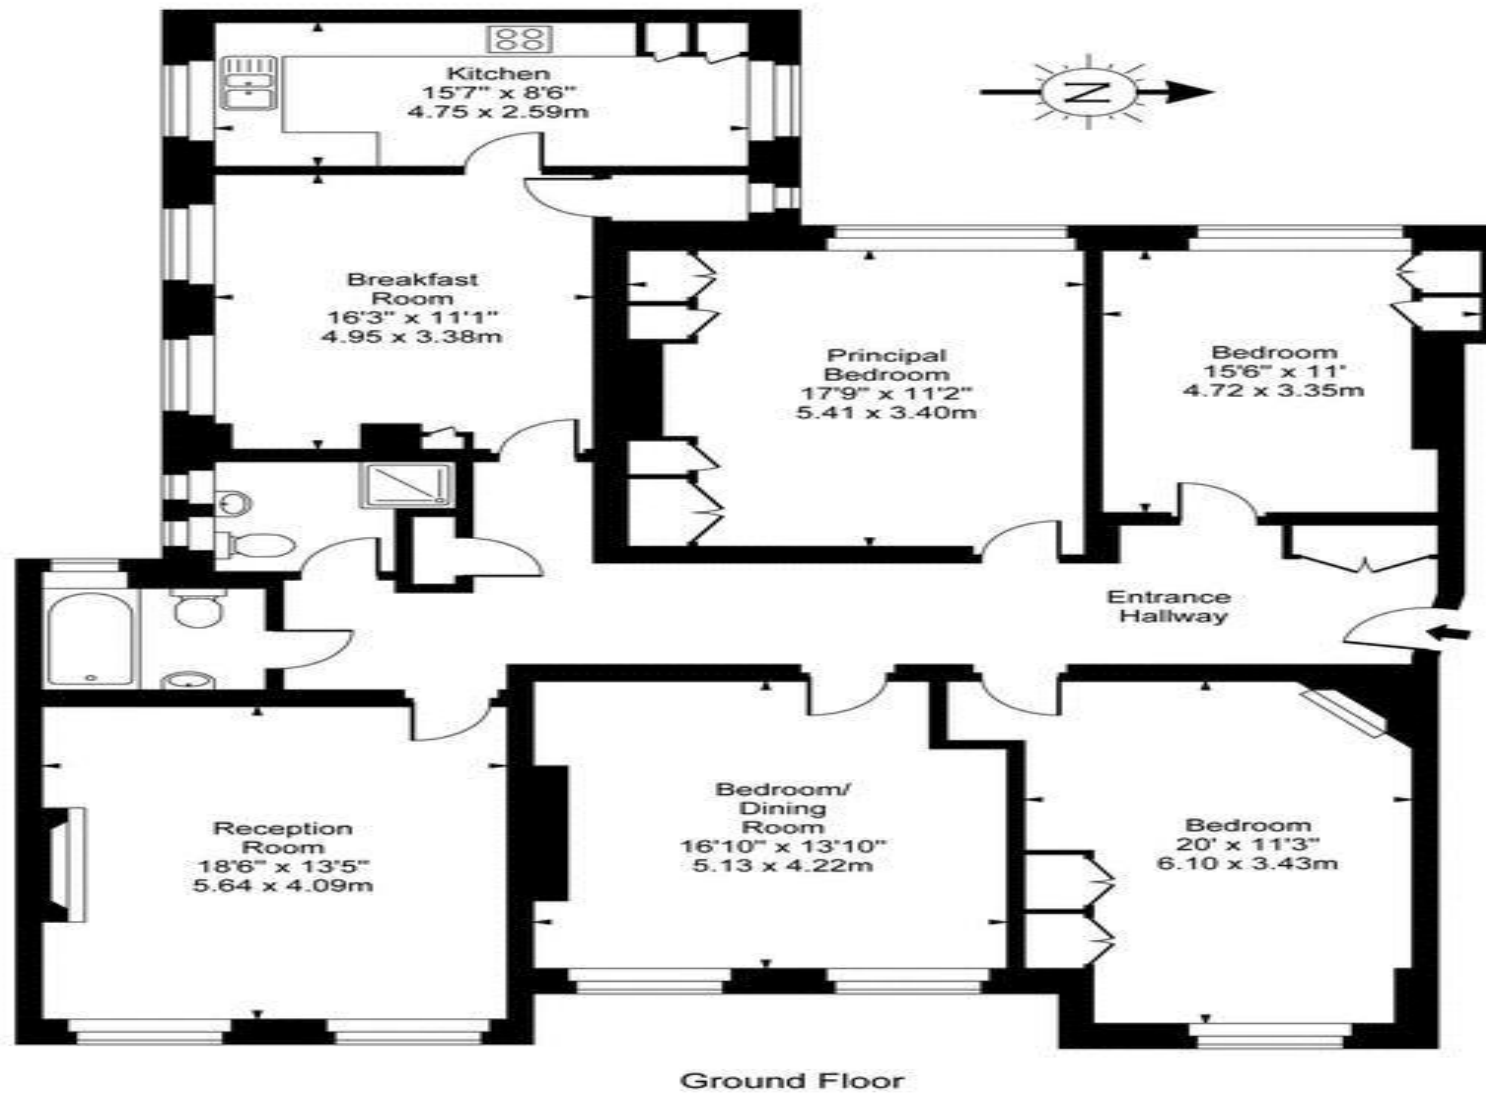 Kitchen
15'7" x 8'6"
4.75 x 2.59m
N
Breakfast
Room
16'3" x 11'1"
4.95 x 3.38m
Principal
Bedroom
17'9" x 11'2"
5.41 x 3.40m
Bedroom
15'6" x 11'
4.72 x 3.35m
Entrance
Hallway
Reception
Room
18'6" x 13'5"
5.64 x 4.09m
Bedroom/
Dining
Room
16'10" x 13'10"
5.13 x 4.22m
Bedroom
20' x 11'3"
6.10 x 3.43m
Ground Floor